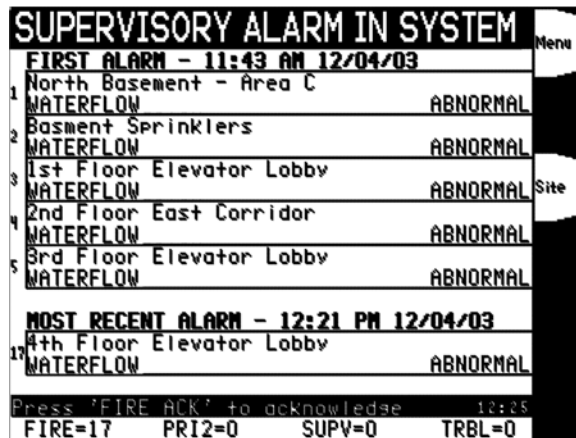 SUPERVISORY ALARM IN SYSTEM
Menu
FIRST ALARM - 11:43 AM 12/04/03
1 North Basement - Area C
WATERFLOW ABNORMAL
2 Basment Sprinklers
WATERFLOW ABNORMAL
3 1st Floor Elevator Lobby
WATERFLOW ABNORMAL
Site
4 2nd Floor East Corridor
WATERFLOW ABNORMAL
5 3rd Floor Elevator Lobby
WATERFLOW ABNORMAL
MOST RECENT ALARM - 12:21 PM 12/04/03
17 4th Floor Elevator Lobby
WATERFLOW ABNORMAL
Press 'FIRE ACK' to acknowledge 12:25
FIRE=17 PRI2=0 SUPV=0 TRBL=0